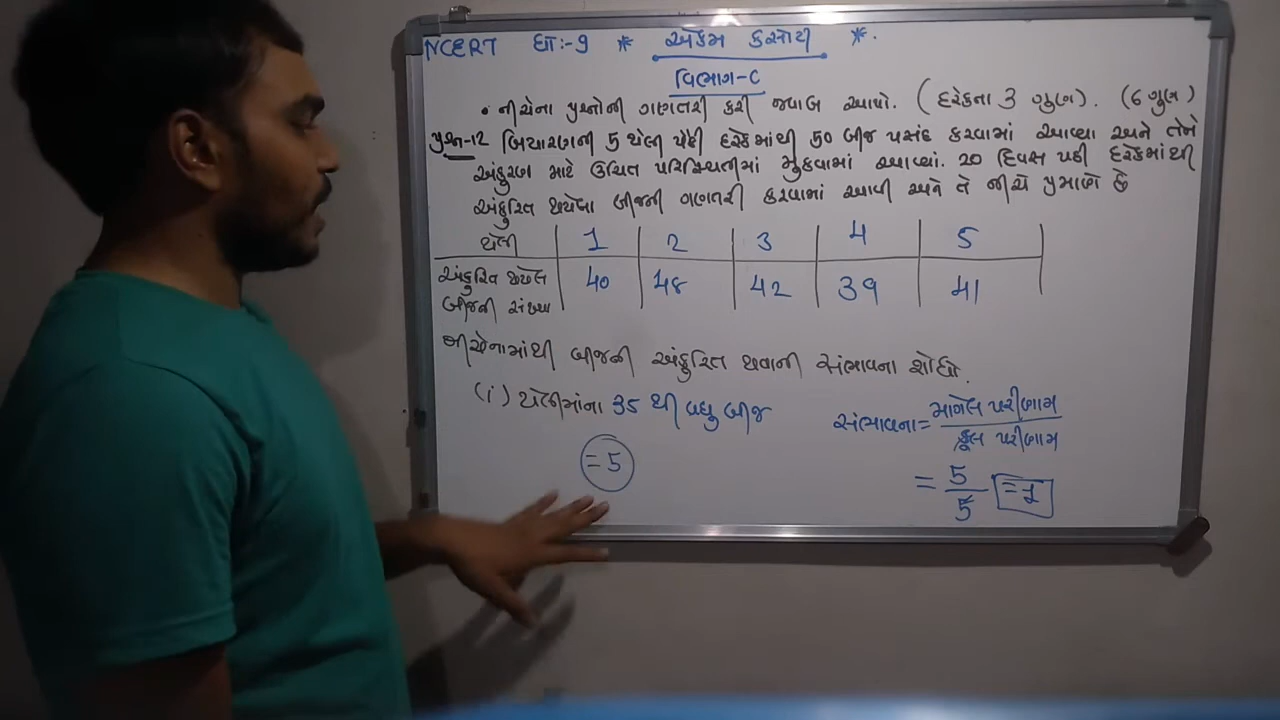 NCERT ધોઃ-9 * એકમ કસોટી *.
વિભાગ-C
• નીચેના પ્રશ્નોની ગણતરી કરી જવાબ આપો. (દરેકના 3 ગુણ). (6 ગુણ)
પ્રશ્ન-12 બિયારણની 5 થેલી પૈકી દરેકમાંથી 50 બીજ પસંદ કરવામાં આવ્યા અને તેને
અંકુરણ માટે ઉચિત પરિસ્થિતીમાં મુકવામાં આવ્યાં. 20 દિવસ પછી દરેકમાંથી
અંકુરિત થયેલા બીજની ગણતરી કરવામાં આવી અને તે નીચે પ્રમાણે છે
થેલી 1 2 3 4 5
અંકુરિત થયેલ બીજની સંખ્યા 40 48 42 39 41
નીચેનામાંથી બીજની અંકુરિત થવાની સંભાવના શોધો.
(i) થેલીમાંના 35 થી વધુ બીજ
= 5
સંભાવના = માગેલ પરીણામ / કુલ પરીણામ
= 5/5 = 1